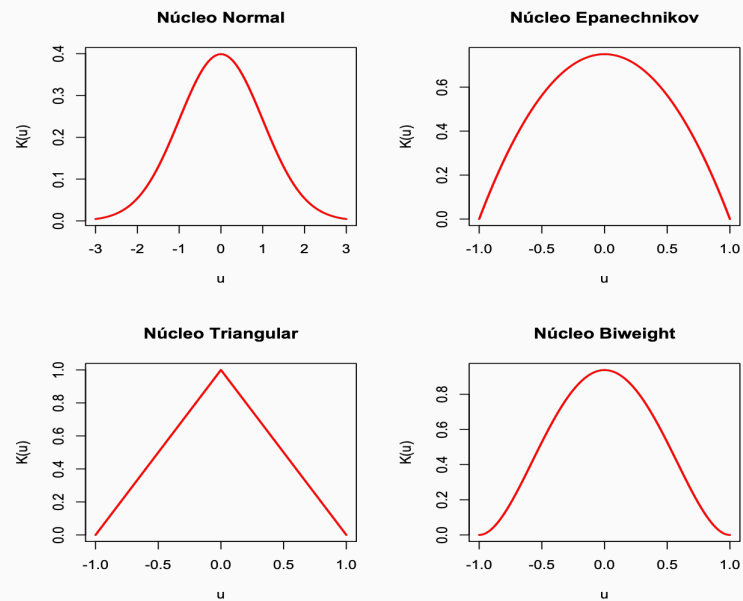 Núcleo Normal
K(u)
0.0 0.1 0.2 0.3 0.4
-3 -2 -1 0 1 2 3
u
Núcleo Epanechnikov
K(u)
0.0 0.2 0.4 0.6
-1.0 -0.5 0.0 0.5 1.0
u
Núcleo Triangular
K(u)
0.0 0.2 0.4 0.6 0.8 1.0
-1.0 -0.5 0.0 0.5 1.0
u
Núcleo Biweight
K(u)
0.0 0.2 0.4 0.6 0.8
-1.0 -0.5 0.0 0.5 1.0
u